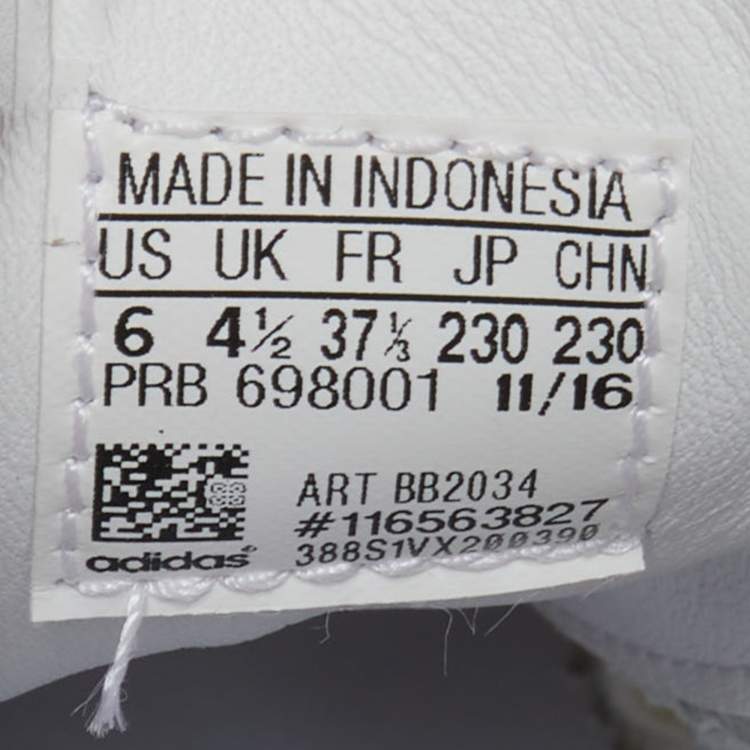 MADE IN INDONESIA
US UK FR JP CHN
6 4½ 37⅓ 230 230
PRB 698001 11/16
ART BB2034
#116563827
adidas 388S1VX200390